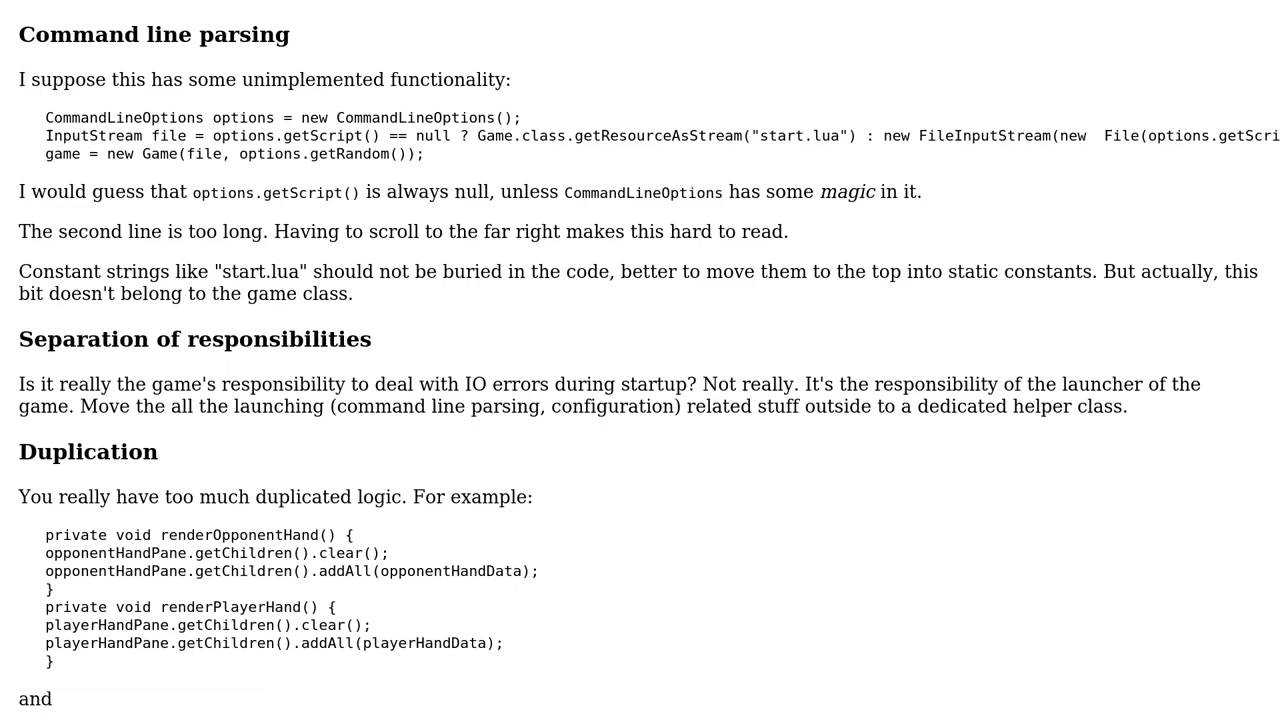 Command line parsing
I suppose this has some unimplemented functionality:
CommandLineOptions options = new CommandLineOptions();
InputStream file = options.getScript() == null ? Game.class.getResourceAsStream("start.lua") : new FileInputStream(new  File(options.getScri
game = new Game(file, options.getRandom());
I would guess that options.getScript() is always null, unless CommandLineOptions has some magic in it.
The second line is too long. Having to scroll to the far right makes this hard to read.
Constant strings like "start.lua" should not be buried in the code, better to move them to the top into static constants. But actually, this
bit doesn't belong to the game class.
Separation of responsibilities
Is it really the game's responsibility to deal with IO errors during startup? Not really. It's the responsibility of the launcher of the
game. Move the all the launching (command line parsing, configuration) related stuff outside to a dedicated helper class.
Duplication
You really have too much duplicated logic. For example:
private void renderOpponentHand() {
opponentHandPane.getChildren().clear();
opponentHandPane.getChildren().addAll(opponentHandData);
}
private void renderPlayerHand() {
playerHandPane.getChildren().clear();
playerHandPane.getChildren().addAll(playerHandData);
}
and